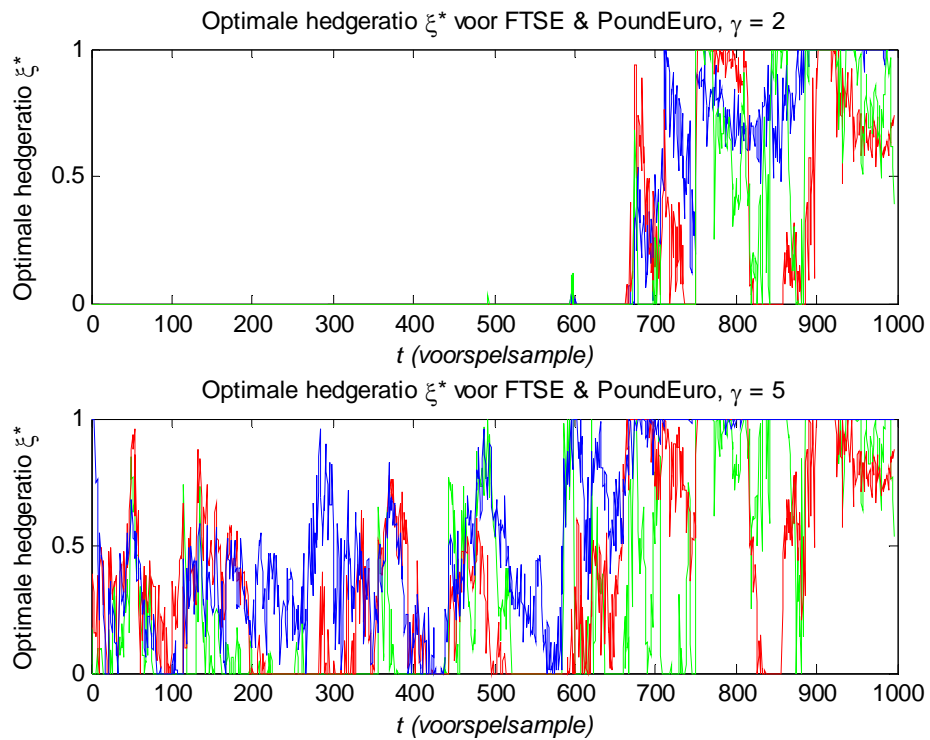 Optimale hedgeratio ξ* voor FTSE & PoundEuro, γ = 2
Optimale hedgeratio ξ*
1
0.5
0
0 100 200 300 400 500 600 700 800 900 1000
t (voorspelsample)
Optimale hedgeratio ξ* voor FTSE & PoundEuro, γ = 5
Optimale hedgeratio ξ*
1
0.5
0
0 100 200 300 400 500 600 700 800 900 1000
t (voorspelsample)